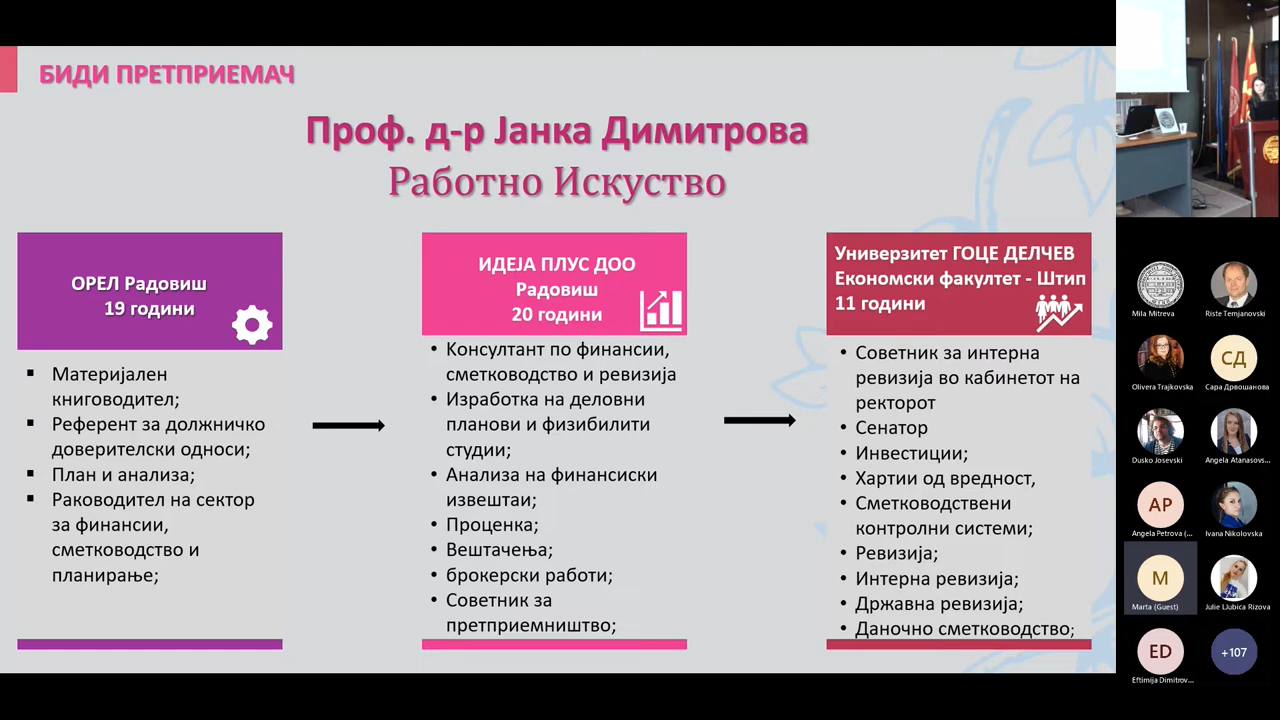 БИДИ ПРЕТПРИЕМАЧ
Проф. д-р Јанка Димитрова
Работно Искуство
ОРЕЛ Радовиш
19 години
Материјален
книговодител;
Референт за должничко
доверителски односи;
План и анализа;
Раководител на сектор
за финансии,
сметководство и
планирање;
ИДЕЈА ПЛУС ДОО
Радовиш
20 години
Консултант по финансии,
сметководство и ревизија
Изработка на деловни
планови и физибилити
студии;
Анализа на финансиски
извештаи;
Проценка;
Вештачења;
брокерски работи;
Советник за
претприемништво;
Универзитет ГОЦЕ ДЕЛЧЕВ
Економски факултет - Штип
11 години
Советник за интерна
ревизија во кабинетот на
ректорот
Сенатор
Инвестиции;
Хартии од вредност,
Сметководствени
контролни системи;
Ревизија;
Интерна ревизија;
Државна ревизија;
Даночно сметководство;
Mila Mitreva
Riste Temjanovski
Olivera Trajkovska
СД
Сара Дрвошанова
Dusko Josevski
Angela Atanasovs...
AP
Angela Petrova (...
Ivana Nikolovska
M
Marta (Guest)
Julie LJubica Rizova
ED
Eftimija Dimitrov...
+107